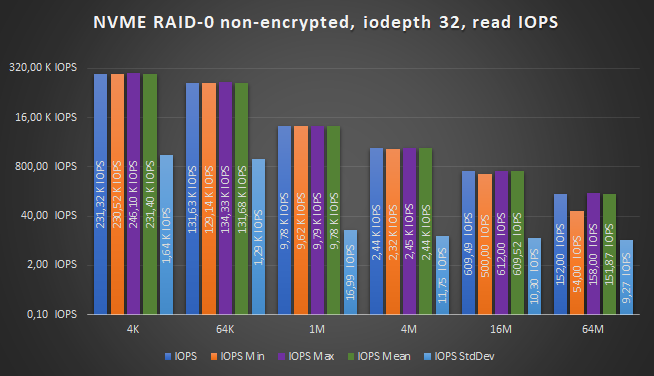 NVME RAID-0 non-encrypted, iodepth 32, read IOPS
320,00 K IOPS
16,00 K IOPS
800,00 IOPS
40,00 IOPS
2,00 IOPS
0,10 IOPS
231,32 K IOPS
230,52 K IOPS
246,10 K IOPS
231,40 K IOPS
1,64 K IOPS
131,63 K IOPS
129,14 K IOPS
134,33 K IOPS
131,68 K IOPS
1,29 K IOPS
9,78 K IOPS
9,62 K IOPS
9,79 K IOPS
9,78 K IOPS
16,99 IOPS
2,44 K IOPS
2,32 K IOPS
2,45 K IOPS
2,44 K IOPS
11,75 IOPS
609,49 IOPS
500,00 IOPS
612,00 IOPS
609,52 IOPS
10,30 IOPS
152,00 IOPS
54,00 IOPS
158,00 IOPS
151,87 IOPS
9,27 IOPS
4K 64K 1M 4M 16M 64M
IOPS IOPS Min IOPS Max IOPS Mean IOPS StdDev